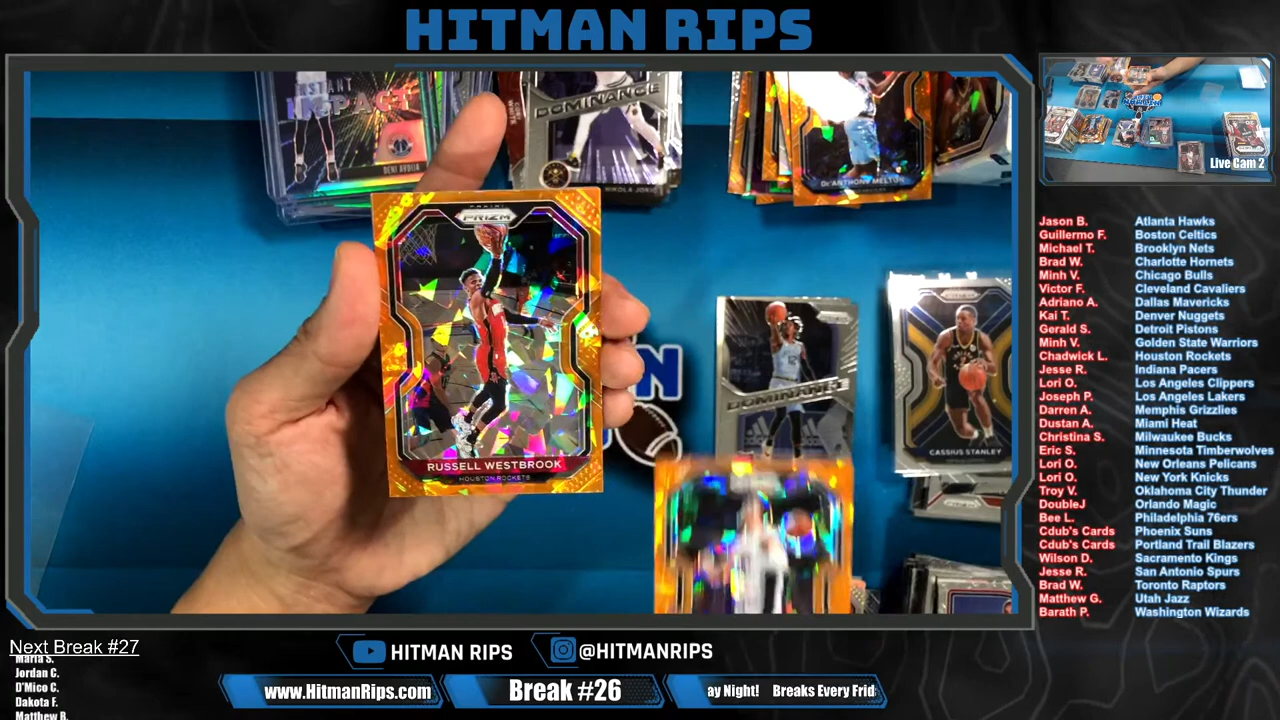 HITMAN RIPS
INSTANT
IMPACT
DENI AVDIJA
DOMINANCE
NIKOLA JOKIC
DE'ANTHONY MELTON
PRIZM
RUSSELL WESTBROOK
HOUSTON ROCKETS
DOMINANCE
CASSIUS STANLEY
Live Cam 2
Jason B. Atlanta Hawks
Guillermo F. Boston Celtics
Michael T. Brooklyn Nets
Brad W. Charlotte Hornets
Minh V. Chicago Bulls
Victor F. Cleveland Cavaliers
Adriano A. Dallas Mavericks
Kai T. Denver Nuggets
Gerald S. Detroit Pistons
Minh V. Golden State Warriors
Chadwick L. Houston Rockets
Jesse R. Indiana Pacers
Lori O. Los Angeles Clippers
Joseph P. Los Angeles Lakers
Darren A. Memphis Grizzlies
Dustan A. Miami Heat
Christina S. Milwaukee Bucks
Eric S. Minnesota Timberwolves
Lori O. New Orleans Pelicans
Lori O. New York Knicks
Troy V. Oklahoma City Thunder
DoubleJ Orlando Magic
Bee L. Philadelphia 76ers
Cdub's Cards Phoenix Suns
Cdub's Cards Portland Trail Blazers
Wilson D. Sacramento Kings
Jesse R. San Antonio Spurs
Brad W. Toronto Raptors
Matthew G. Utah Jazz
Barath P. Washington Wizards
Next Break #27
Maria S.
Jordan C.
D'Mico C.
Dakota F.
Matthew B.
HITMAN RIPS
@HITMANRIPS
www.HitmanRips.com
Break #26
ay Night! Breaks Every Frid